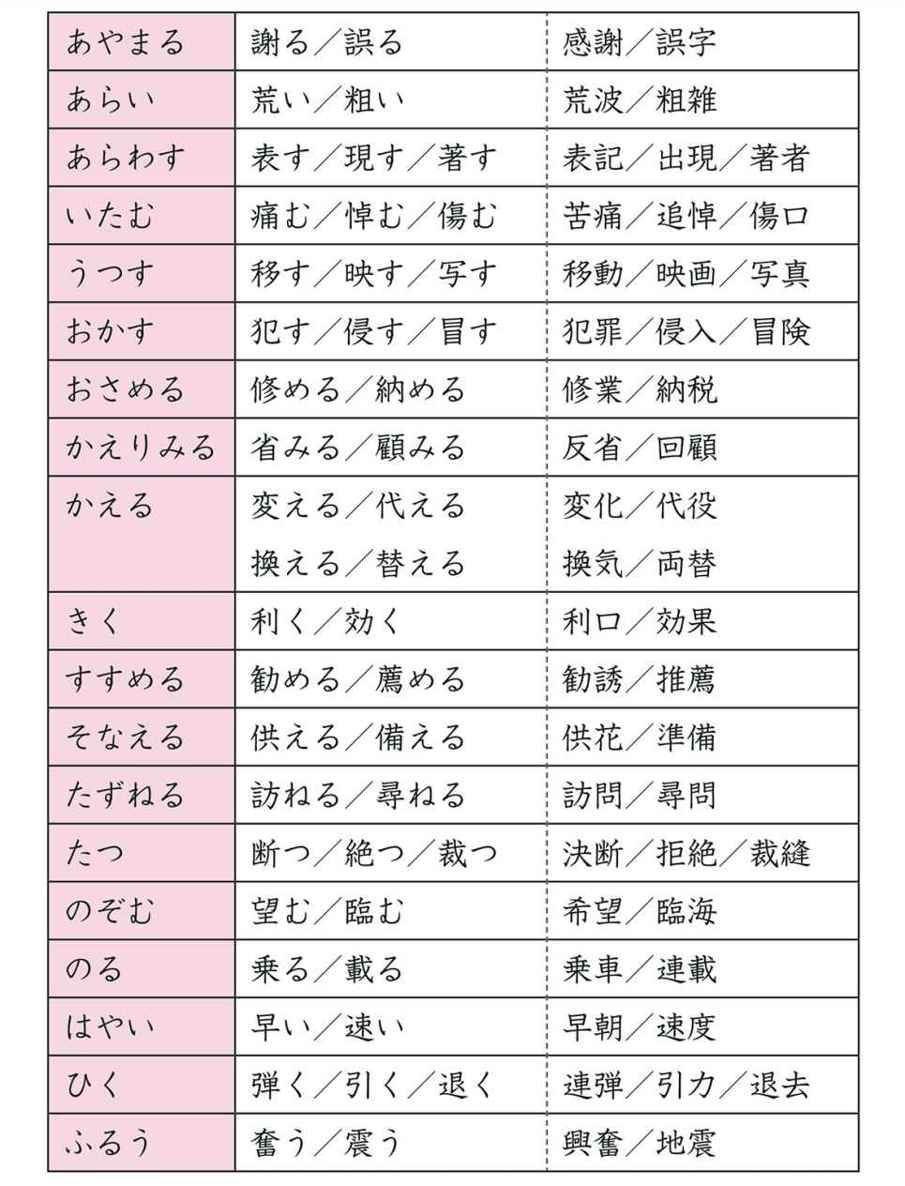 あやまる 謝る／誤る 感謝／誤字
あらい 荒い／粗い 荒波／粗雑
あらわす 表す／現す／著す 表記／出現／著者
いたむ 痛む／悼む／傷む 苦痛／追悼／傷口
うつす 移す／映す／写す 移動／映画／写真
おかす 犯す／侵す／冒す 犯罪／侵入／冒険
おさめる 修める／納める 修業／納税
かえりみる 省みる／顧みる 反省／回顧
かえる 変える／代える 変化／代役
換える／替える 換気／両替
きく 利く／効く 利口／効果
すすめる 勧める／薦める 勧誘／推薦
そなえる 供える／備える 供花／準備
たずねる 訪ねる／尋ねる 訪問／尋問
たつ 断つ／絶つ／裁つ 決断／拒絶／裁縫
のぞむ 望む／臨む 希望／臨海
のる 乗る／載る 乗車／連載
はやい 早い／速い 早朝／速度
ひく 弾く／引く／退く 連弾／引力／退去
ふるう 奮う／震う 興奮／地震